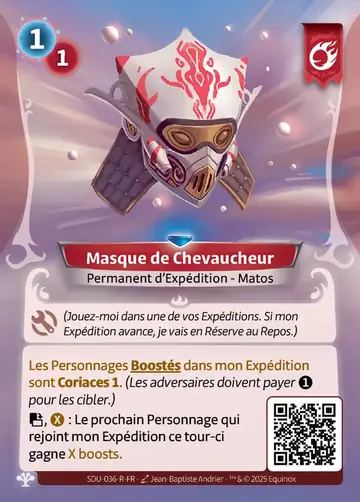 1
1
Masque de Chevaucheur
Permanent d'Expédition - Matos
(Jouez-moi dans une de vos Expéditions. Si mon
Expédition avance, je vais en Réserve au Repos.)
Les Personnages Boostés dans mon Expédition
sont Coriaces 1. (Les adversaires doivent payer 1
pour les cibler.)
, X : Le prochain Personnage qui
rejoint mon Expédition ce tour-ci
gagne X boosts.
SDU-036-R-FR - Jean-Baptiste Andrier - ™ & © 2025 Equinox